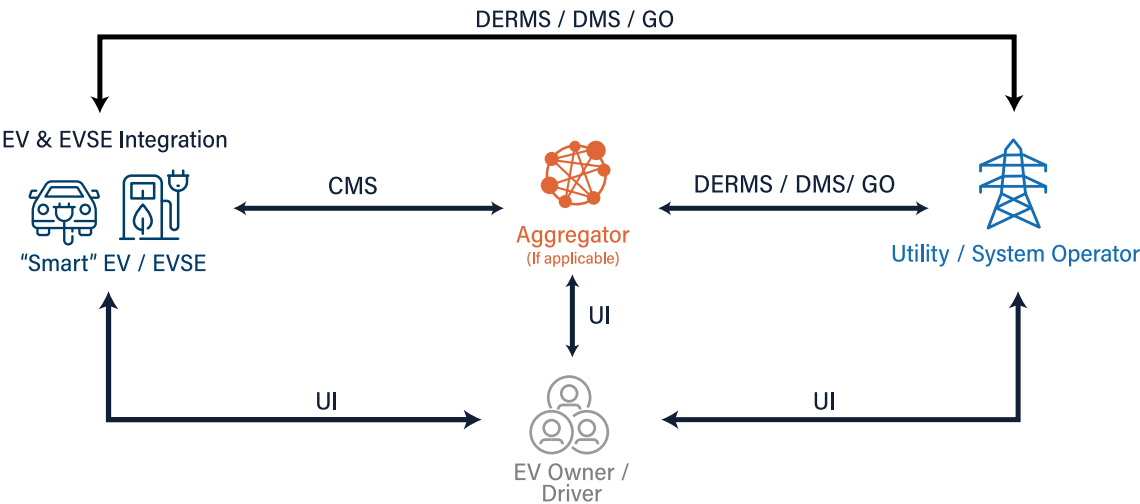 DERMS / DMS / GO
EV & EVSE Integration
CMS
DERMS / DMS/ GO
Aggregator
(If applicable)
"Smart" EV / EVSE
Utility / System Operator
UI
UI
UI
EV Owner /
Driver